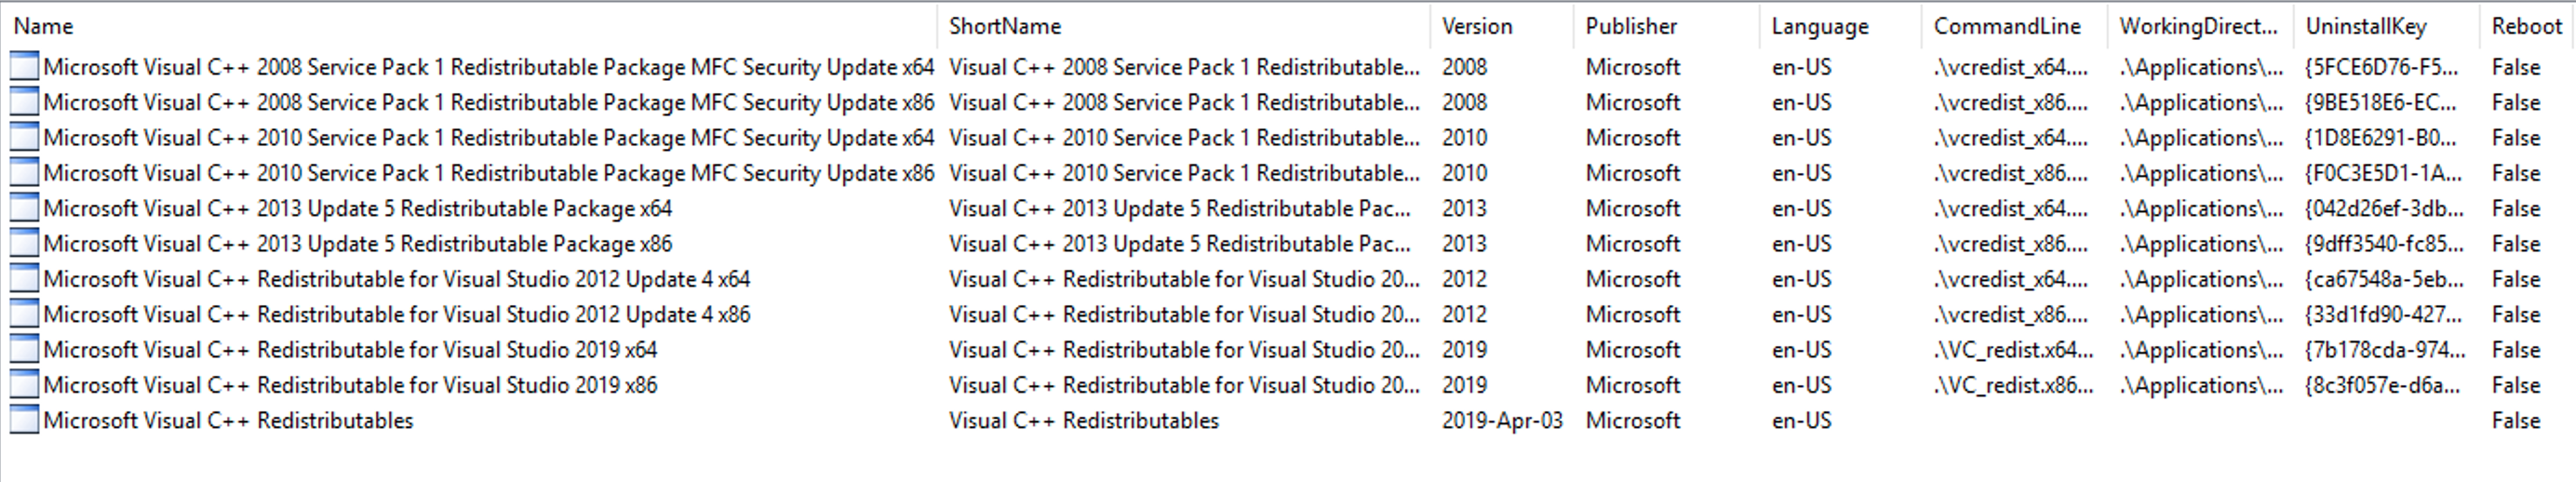 Name ShortName Version Publisher Language CommandLine WorkingDirect... UninstallKey Reboot
Microsoft Visual C++ 2008 Service Pack 1 Redistributable Package MFC Security Update x64 Visual C++ 2008 Service Pack 1 Redistributable... 2008 Microsoft en-US .\vcredist_x64.... .\Applications\... {5FCE6D76-F5... False
Microsoft Visual C++ 2008 Service Pack 1 Redistributable Package MFC Security Update x86 Visual C++ 2008 Service Pack 1 Redistributable... 2008 Microsoft en-US .\vcredist_x86.... .\Applications\... {9BE518E6-EC... False
Microsoft Visual C++ 2010 Service Pack 1 Redistributable Package MFC Security Update x64 Visual C++ 2010 Service Pack 1 Redistributable... 2010 Microsoft en-US .\vcredist_x64.... .\Applications\... {1D8E6291-B0... False
Microsoft Visual C++ 2010 Service Pack 1 Redistributable Package MFC Security Update x86 Visual C++ 2010 Service Pack 1 Redistributable... 2010 Microsoft en-US .\vcredist_x86.... .\Applications\... {F0C3E5D1-1A... False
Microsoft Visual C++ 2013 Update 5 Redistributable Package x64 Visual C++ 2013 Update 5 Redistributable Pac... 2013 Microsoft en-US .\vcredist_x64.... .\Applications\... {042d26ef-3db... False
Microsoft Visual C++ 2013 Update 5 Redistributable Package x86 Visual C++ 2013 Update 5 Redistributable Pac... 2013 Microsoft en-US .\vcredist_x86.... .\Applications\... {9dff3540-fc85... False
Microsoft Visual C++ Redistributable for Visual Studio 2012 Update 4 x64 Visual C++ Redistributable for Visual Studio 20... 2012 Microsoft en-US .\vcredist_x64.... .\Applications\... {ca67548a-5eb... False
Microsoft Visual C++ Redistributable for Visual Studio 2012 Update 4 x86 Visual C++ Redistributable for Visual Studio 20... 2012 Microsoft en-US .\vcredist_x86.... .\Applications\... {33d1fd90-427... False
Microsoft Visual C++ Redistributable for Visual Studio 2019 x64 Visual C++ Redistributable for Visual Studio 20... 2019 Microsoft en-US .\VC_redist.x64... .\Applications\... {7b178cda-974... False
Microsoft Visual C++ Redistributable for Visual Studio 2019 x86 Visual C++ Redistributable for Visual Studio 20... 2019 Microsoft en-US .\VC_redist.x86... .\Applications\... {8c3f057e-d6a... False
Microsoft Visual C++ Redistributables Visual C++ Redistributables 2019-Apr-03 Microsoft en-US False